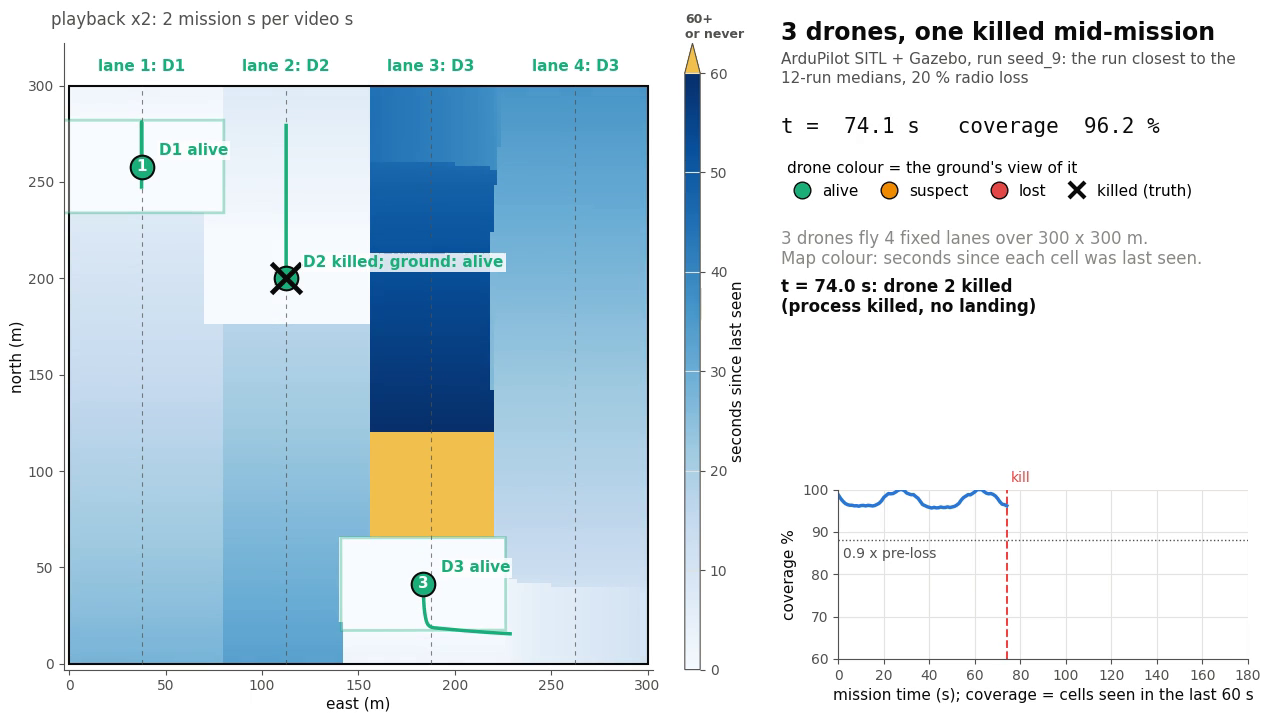 playback x2: 2 mission s per video s
lane 1: D1
lane 2: D2
lane 3: D3
lane 4: D3
300
250
200
150
100
50
0
north (m)
0
50
100
150
200
250
300
east (m)
D1 alive
1
D2 killed; ground: alive
D3 alive
3
60+
or never
60
50
40
30
20
10
0
seconds since last seen
3 drones, one killed mid-mission
ArduPilot SITL + Gazebo, run seed_9: the run closest to the
12-run medians, 20 % radio loss
t =  74.1 s   coverage  96.2 %
drone colour = the ground's view of it
alive
suspect
lost
killed (truth)
3 drones fly 4 fixed lanes over 300 x 300 m.
Map colour: seconds since each cell was last seen.
t = 74.0 s: drone 2 killed
(process killed, no landing)
kill
100
90
80
70
60
coverage %
0.9 x pre-loss
0
20
40
60
80
100
120
140
160
180
mission time (s); coverage = cells seen in the last 60 s